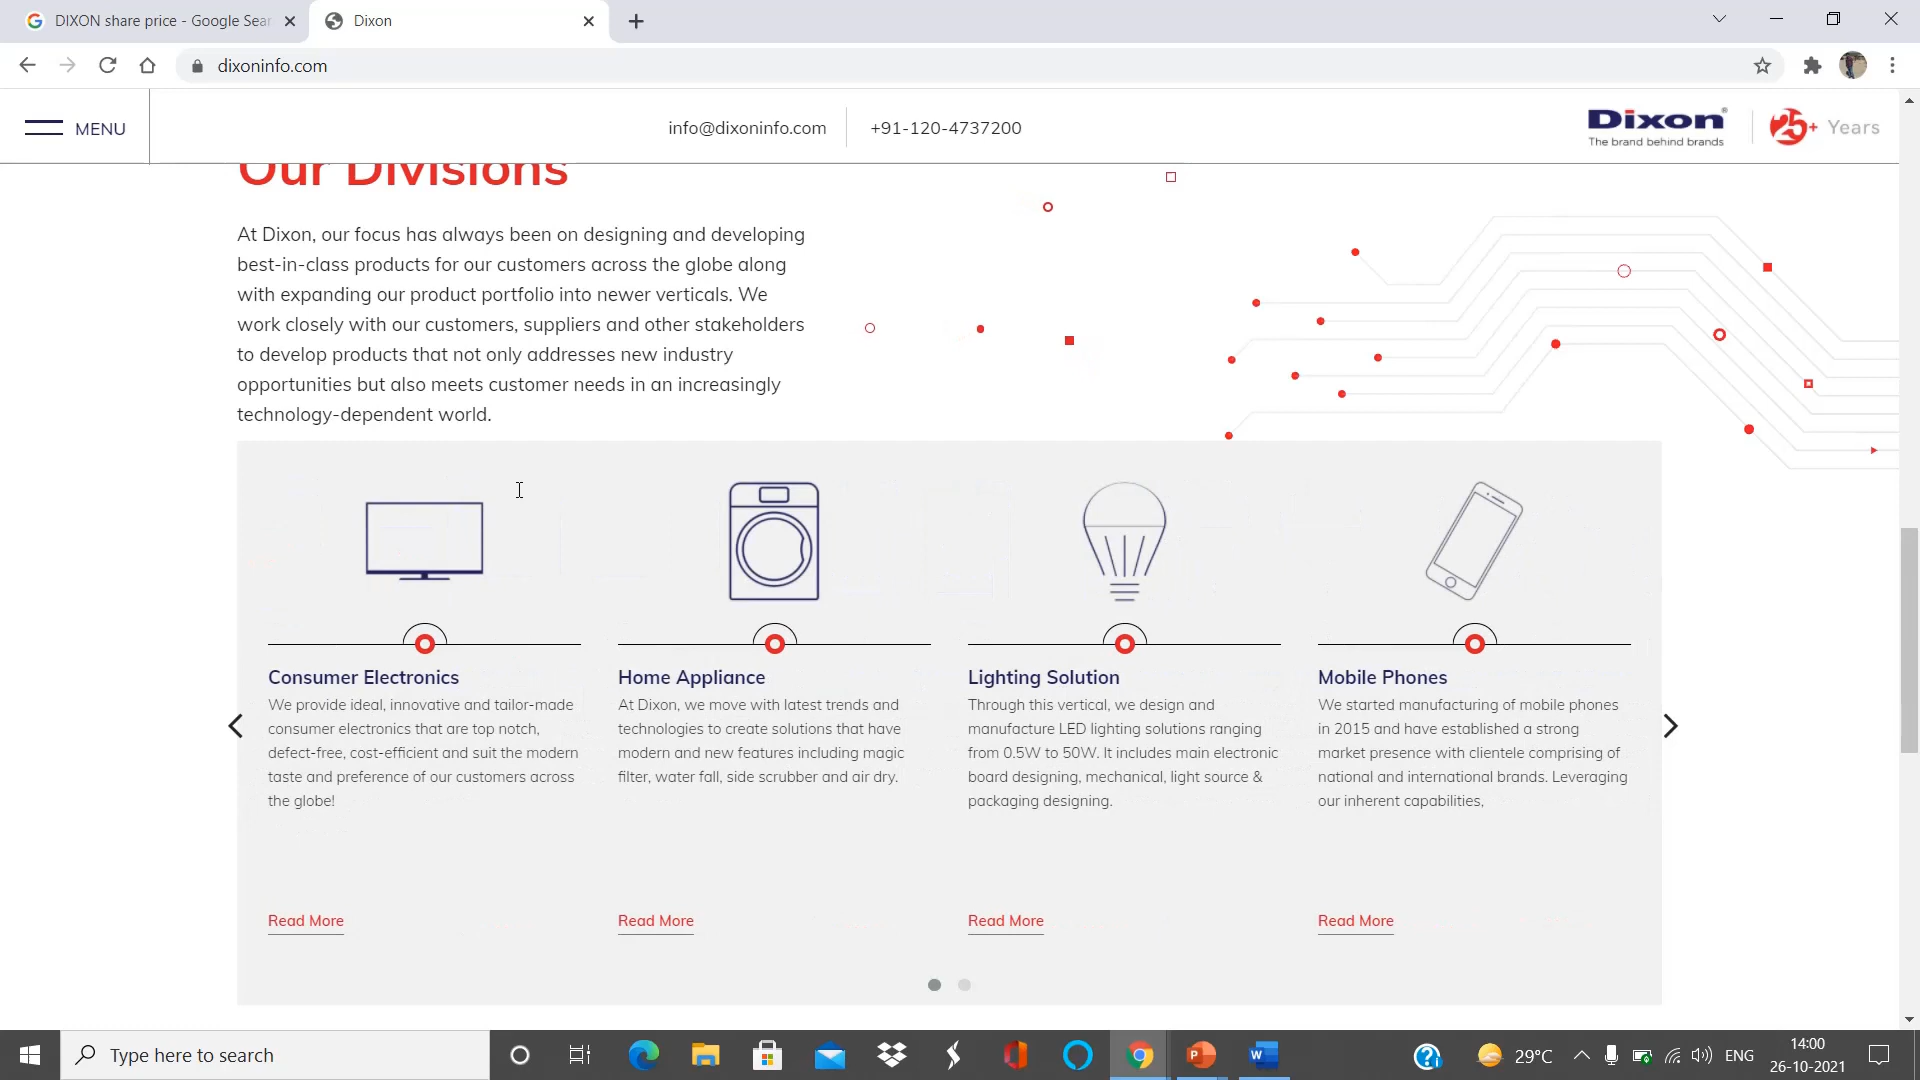 DIXON share price - Google Sear
Dixon
dixoninfo.com
MENU
info@dixoninfo.com
+91-120-4737200
Dixon®
The brand behind brands
25+ Years
Our Divisions
At Dixon, our focus has always been on designing and developing
best-in-class products for our customers across the globe along
with expanding our product portfolio into newer verticals. We
work closely with our customers, suppliers and other stakeholders
to develop products that not only addresses new industry
opportunities but also meets customer needs in an increasingly
technology-dependent world.
Consumer Electronics
We provide ideal, innovative and tailor-made
consumer electronics that are top notch,
defect-free, cost-efficient and suit the modern
taste and preference of our customers across
the globe!
Read More
Home Appliance
At Dixon, we move with latest trends and
technologies to create solutions that have
modern and new features including magic
filter, water fall, side scrubber and air dry.
Read More
Lighting Solution
Through this vertical, we design and
manufacture LED lighting solutions ranging
from 0.5W to 50W. It includes main electronic
board designing, mechanical, light source &
packaging designing.
Read More
Mobile Phones
We started manufacturing of mobile phones
in 2015 and have established a strong
market presence with clientele comprising of
national and international brands. Leveraging
our inherent capabilities,
Read More
Type here to search
29°C
ENG
14:00
26-10-2021